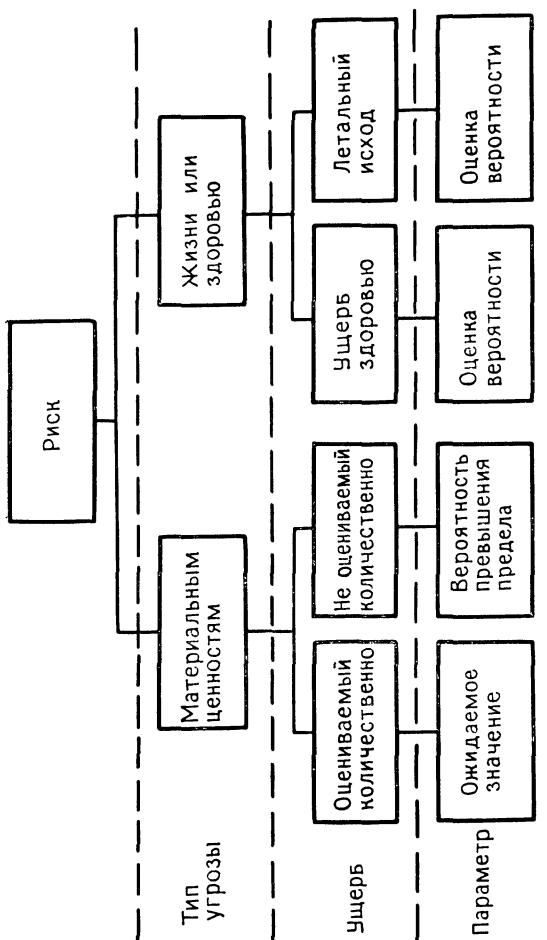 Риск
Тип
угрозы
Материальным
ценностям
Жизни или
здоровью
Ущерб
Оцениваемый
количественно
Не оцениваемый
количественно
Ущерб
здоровью
Летальный
исход
Параметр
Ожидаемое
значение
Вероятность
превышения
предела
Оценка
вероятности
Оценка
вероятности